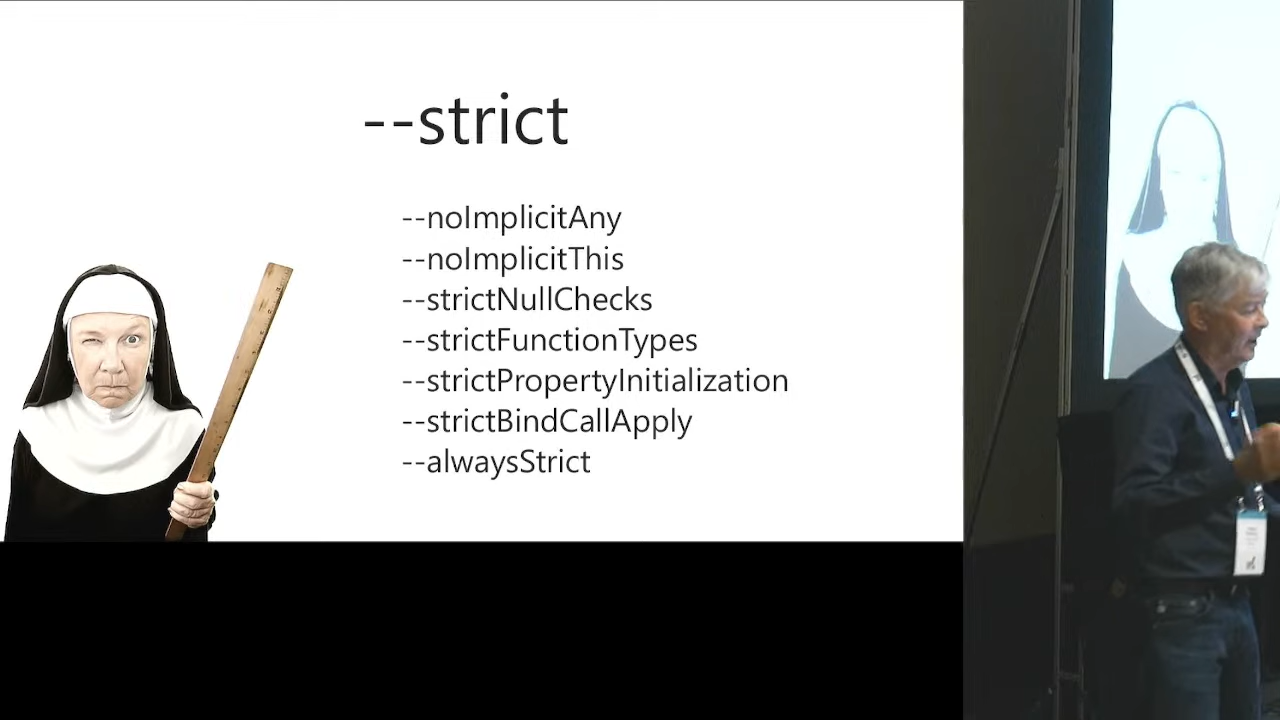 --strict
--noImplicitAny
--noImplicitThis
--strictNullChecks
--strictFunctionTypes
--strictPropertyInitialization
--strictBindCallApply
--alwaysStrict